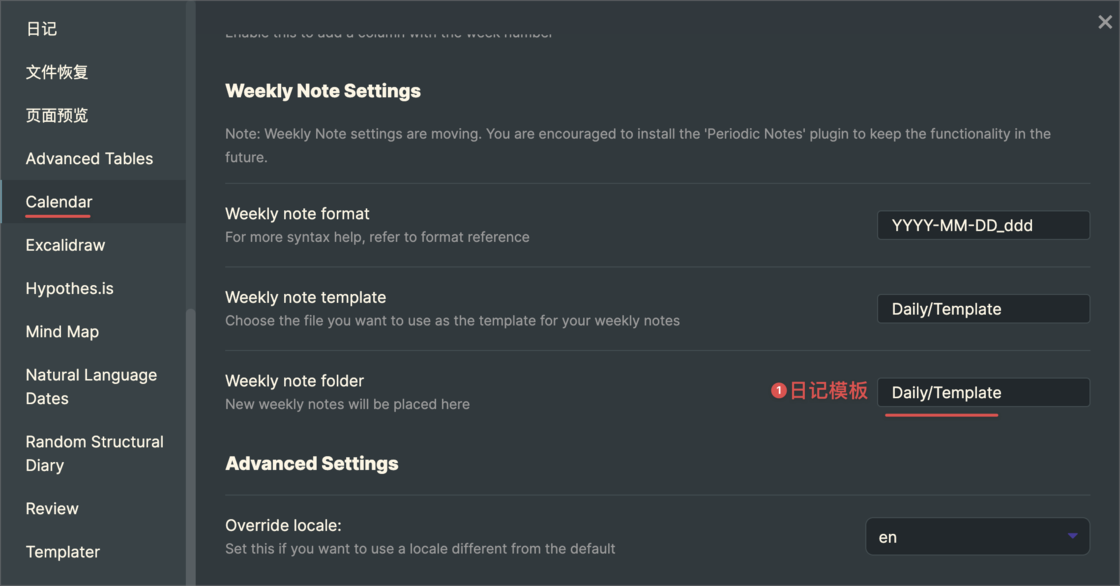 日记
文件恢复
页面预览
Advanced Tables
Calendar
Excalidraw
Hypothes.is
Mind Map
Natural Language
Dates
Random Structural
Diary
Review
Templater
Enable this to add a column with the week number
Weekly Note Settings
Note: Weekly Note settings are moving. You are encouraged to install the 'Periodic Notes' plugin to keep the functionality in the
future.
Weekly note format
For more syntax help, refer to format reference
YYYY-MM-DD_ddd
Weekly note template
Choose the file you want to use as the template for your weekly notes
Daily/Template
Weekly note folder
New weekly notes will be placed here
1 日记模板
Daily/Template
Advanced Settings
Override locale:
Set this if you want to use a locale different from the default
en